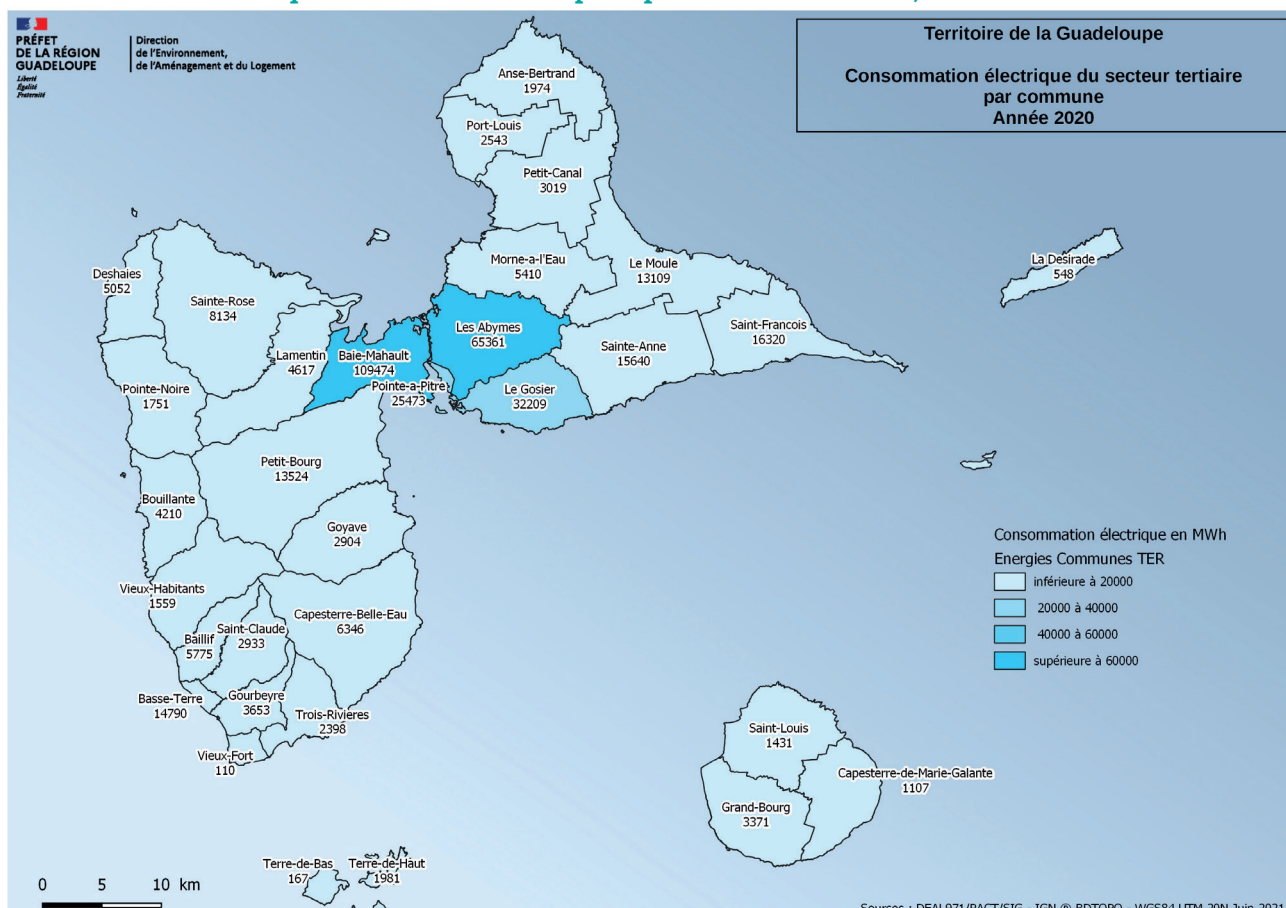 PRÉFET
DE LA RÉGION
GUADELOUPE
Liberté
Égalité
Fraternité
Direction
de l'Environnement,
de l'Aménagement et du Logement
Territoire de la Guadeloupe
Consommation électrique du secteur tertiaire
par commune
Année 2020
Anse-Bertrand
1974
Port-Louis
2543
Petit-Canal
3019
Morne-a-l'Eau
5410
Le Moule
13109
La Desirade
548
Deshaies
5052
Sainte-Rose
8134
Les Abymes
65361
Saint-Francois
16320
Sainte-Anne
15640
Lamentin
4617
Baie-Mahault
109474
Pointe-a-Pitre
25473
Le Gosier
32209
Pointe-Noire
1751
Petit-Bourg
13524
Bouillante
4210
Goyave
2904
Vieux-Habitants
1559
Capesterre-Belle-Eau
6346
Saint-Claude
2933
Baillif
5775
Basse-Terre
14790
Gourbeyre
3653
Trois-Rivieres
2398
Vieux-Fort
110
Consommation électrique en MWh
Energies Communes TER
inférieure à 20000
20000 à 40000
40000 à 60000
supérieure à 60000
Saint-Louis
1431
Capesterre-de-Marie-Galante
1107
Grand-Bourg
3371
Terre-de-Bas
167
Terre-de-Haut
1981
0 5 10 km
Sources : DEAL971/PACT/SIG - IGN ® BDTOPO - WGS84 UTM 20N Juin 2021